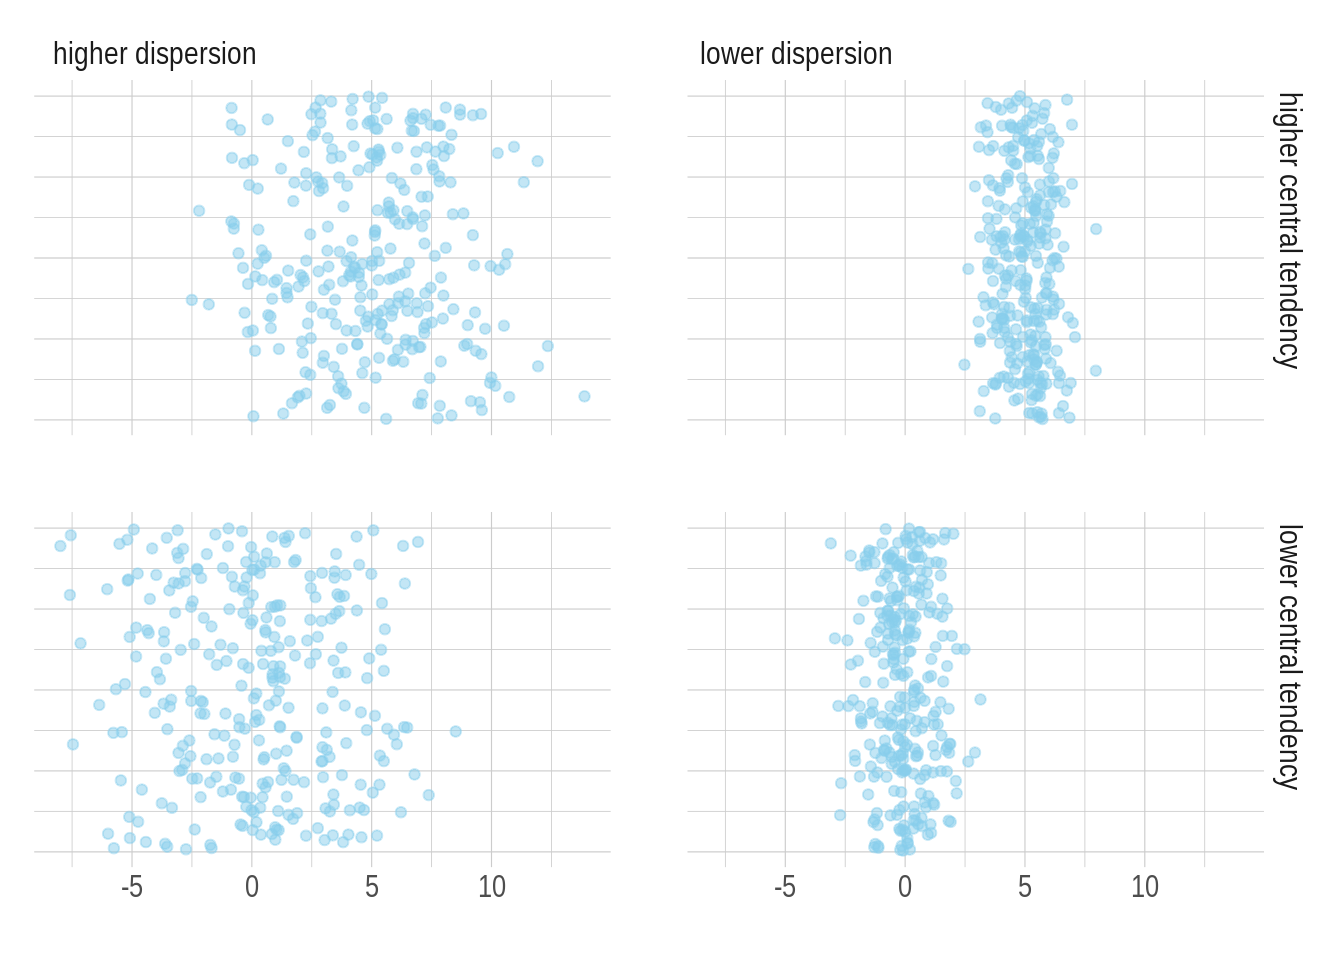 higher dispersion
lower dispersion
higher central tendency
lower central tendency
-5 0 5 10
-5 0 5 10